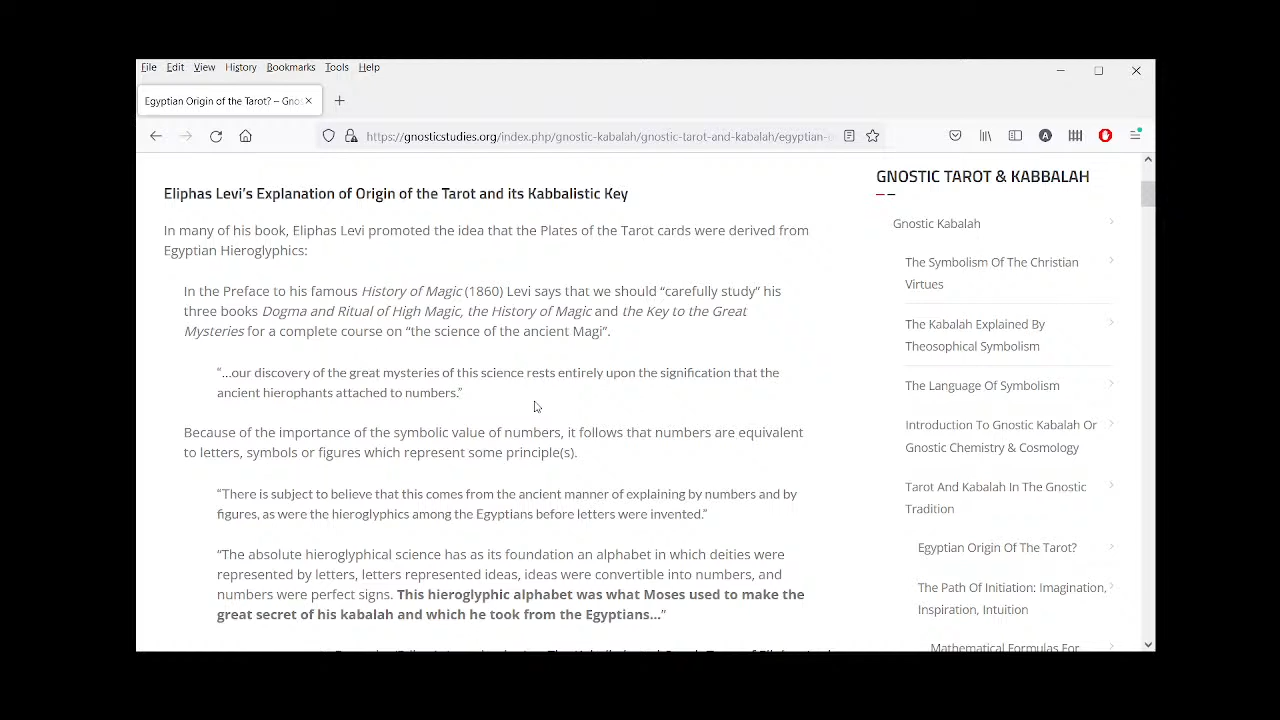 File Edit View History Bookmarks Tools Help
Egyptian Origin of the Tarot? – Gno
https://gnosticstudies.org/index.php/gnostic-kabalah/gnostic-tarot-and-kabalah/egyptian-
Eliphas Levi's Explanation of Origin of the Tarot and its Kabbalistic Key
In many of his book, Eliphas Levi promoted the idea that the Plates of the Tarot cards were derived from
Egyptian Hieroglyphics:
In the Preface to his famous History of Magic (1860) Levi says that we should “carefully study” his
three books Dogma and Ritual of High Magic, the History of Magic and the Key to the Great
Mysteries for a complete course on “the science of the ancient Magi”.
“…our discovery of the great mysteries of this science rests entirely upon the signification that the
ancient hierophants attached to numbers.”
Because of the importance of the symbolic value of numbers, it follows that numbers are equivalent
to letters, symbols or figures which represent some principle(s).
“There is subject to believe that this comes from the ancient manner of explaining by numbers and by
figures, as were the hieroglyphics among the Egyptians before letters were invented.”
“The absolute hieroglyphical science has as its foundation an alphabet in which deities were
represented by letters, letters represented ideas, ideas were convertible into numbers, and
numbers were perfect signs. This hieroglyphic alphabet was what Moses used to make the
great secret of his kabalah and which he took from the Egyptians…”
GNOSTIC TAROT & KABBALAH
Gnostic Kabalah
The Symbolism Of The Christian
Virtues
The Kabalah Explained By
Theosophical Symbolism
The Language Of Symbolism
Introduction To Gnostic Kabalah Or
Gnostic Chemistry & Cosmology
Tarot And Kabalah In The Gnostic
Tradition
Egyptian Origin Of The Tarot?
The Path Of Initiation: Imagination,
Inspiration, Intuition
Mathematical Formulas For